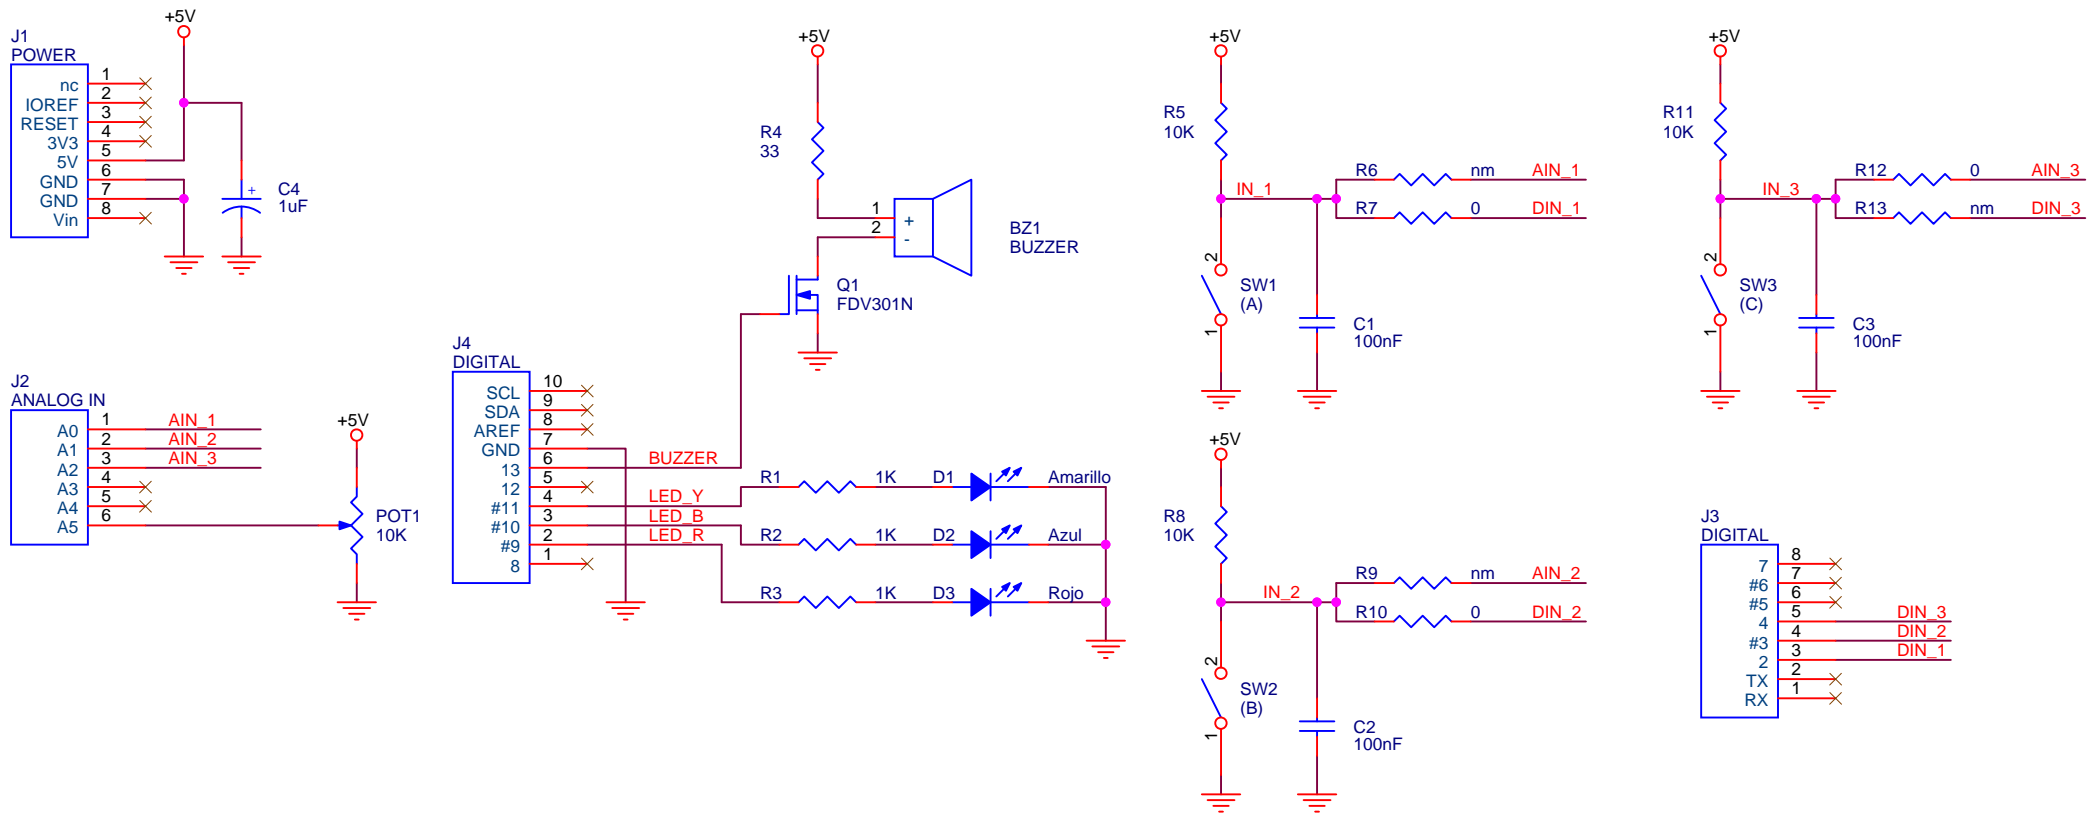 J1
POWER
+5V
nc 1
IOREF 2
RESET 3
3V3 4
5V 5
GND 6
GND 7
Vin 8
+
C4
1uF
J2
ANALOG IN
A0 1 AIN_1
A1 2 AIN_2
A2 3 AIN_3
A3 4
A4 5
A5 6
+5V
POT1
10K
J4
DIGITAL
SCL 10
SDA 9
AREF 8
GND 7
13 6 BUZZER
12 5
#11 4 LED_Y
#10 3 LED_B
#9 2 LED_R
8 1
+5V
R4
33
1 +
2 -
BZ1
BUZZER
Q1
FDV301N
R1 1K D1 Amarillo
R2 1K D2 Azul
R3 1K D3 Rojo
+5V
R5
10K
IN_1
R6 nm AIN_1
R7 0 DIN_1
2
SW1
(A)
1
C1
100nF
+5V
R8
10K
IN_2
R9 nm AIN_2
R10 0 DIN_2
2
SW2
(B)
1
C2
100nF
+5V
R11
10K
IN_3
R12 0 AIN_3
R13 nm DIN_3
2
SW3
(C)
1
C3
100nF
J3
DIGITAL
7 8
#6 7
#5 6
4 5 DIN_3
#3 4 DIN_2
2 3 DIN_1
TX 2
RX 1